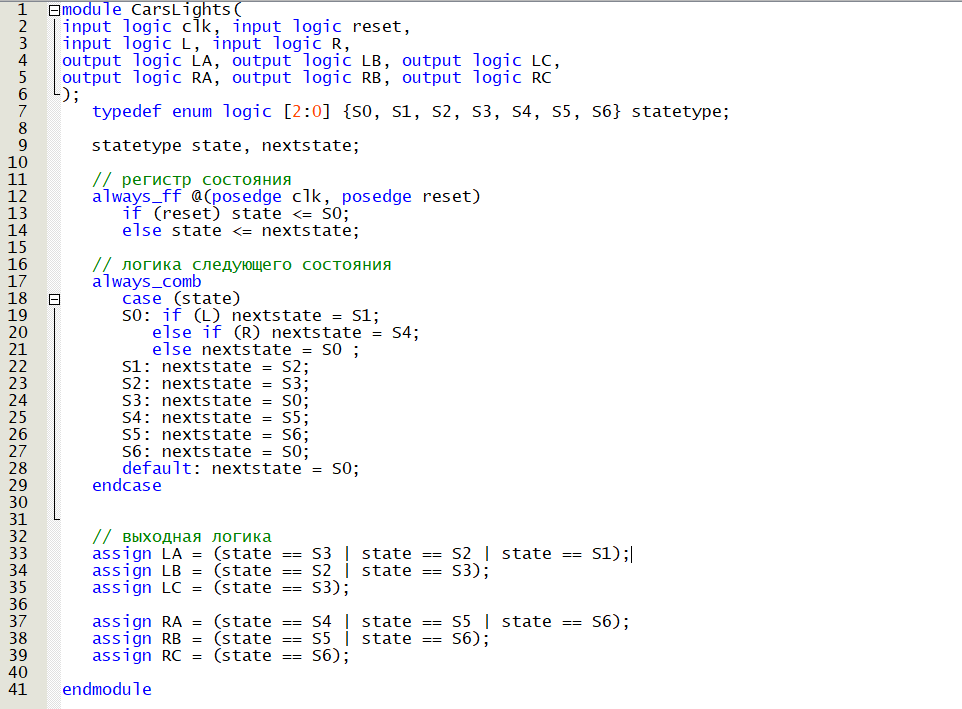 1 module CarsLights(
2 input logic clk, input logic reset,
3 input logic L, input logic R,
4 output logic LA, output logic LB, output logic LC,
5 output logic RA, output logic RB, output logic RC
6 );
7 typedef enum logic [2:0] {S0, S1, S2, S3, S4, S5, S6} statetype;
8
9 statetype state, nextstate;
10
11 // регистр состояния
12 always_ff @(posedge clk, posedge reset)
13 if (reset) state <= S0;
14 else state <= nextstate;
15
16 // логика следующего состояния
17 always_comb
18 case (state)
19 S0: if (L) nextstate = S1;
20 else if (R) nextstate = S4;
21 else nextstate = S0 ;
22 S1: nextstate = S2;
23 S2: nextstate = S3;
24 S3: nextstate = S0;
25 S4: nextstate = S5;
26 S5: nextstate = S6;
27 S6: nextstate = S0;
28 default: nextstate = S0;
29 endcase
30
31
32 // выходная логика
33 assign LA = (state == S3 | state == S2 | state == S1);
34 assign LB = (state == S2 | state == S3);
35 assign LC = (state == S3);
36
37 assign RA = (state == S4 | state == S5 | state == S6);
38 assign RB = (state == S5 | state == S6);
39 assign RC = (state == S6);
40
41 endmodule